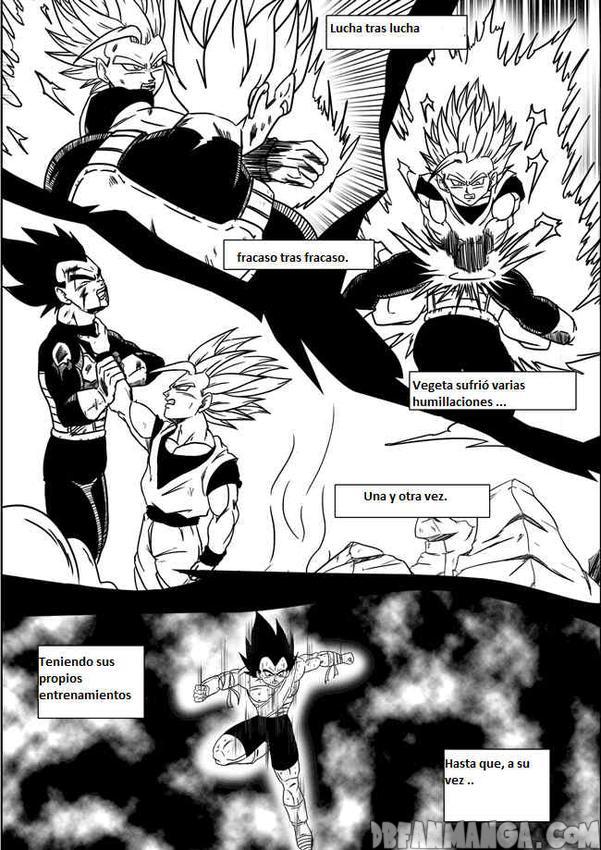 Lucha tras lucha
fracaso tras fracaso.
Vegeta sufrió varias
humillaciones ...
Una y otra vez.
Teniendo sus
propios
entrenamientos
Hasta que, a su
vez ..
DBFANMANGA.COM